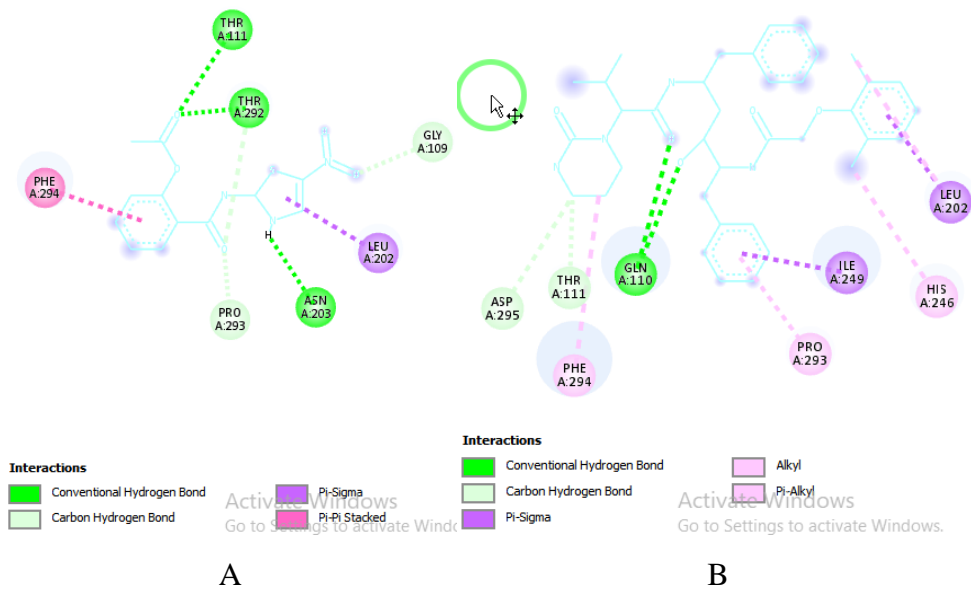 THR
A:111
THR
A:292
GLY
A:109
PHE
A:294
LEU
A:202
H
ASN
A:203
PRO
A:293
LEU
A:202
ILE
A:249
GLN
A:110
THR
A:111
HIS
A:246
ASP
A:295
PRO
A:293
PHE
A:294
Interactions
Conventional Hydrogen Bond
Carbon Hydrogen Bond
Pi-Sigma
Pi-Pi Stacked
Activate Windows
Go to Settings to activate Windo
Interactions
Conventional Hydrogen Bond
Carbon Hydrogen Bond
Pi-Sigma
Alkyl
Pi-Alkyl
Activate Windows
Go to Settings to activate Windows.
A
B